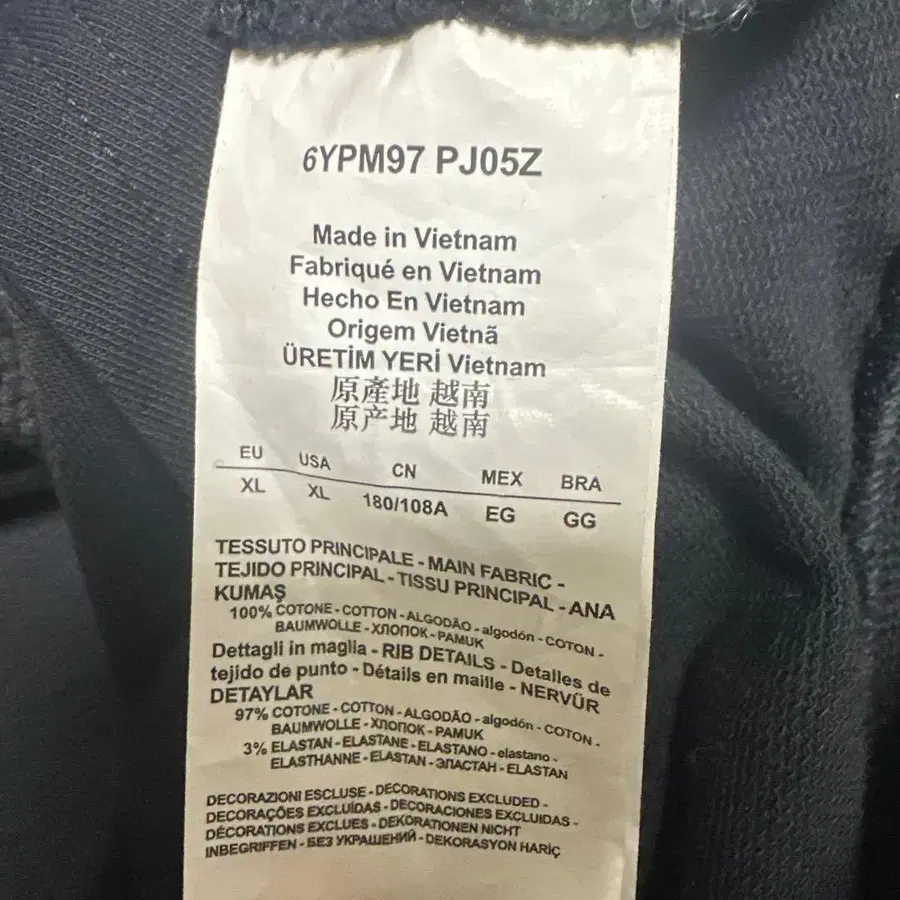 6YPM97 PJ05Z
Made in Vietnam
Fabriqué en Vietnam
Hecho En Vietnam
Origem Vietnã
ÜRETİM YERİ Vietnam
原產地 越南
原产地 越南
EU USA CN MEX BRA
XL XL 180/108A EG GG
TESSUTO PRINCIPALE - MAIN FABRIC -
TEJIDO PRINCIPAL - TISSU PRINCIPAL - ANA
KUMAŞ
100% COTONE - COTTON - ALGODÃO - algodón - COTON -
BAUMWOLLE - ХЛОПОК - PAMUK
Dettagli in maglia - RIB DETAILS - Detalles de
tejido de punto - Détails en maille - NERVÜR
DETAYLAR
97% COTONE - COTTON - ALGODÃO - algodón - COTON -
BAUMWOLLE - ХЛОПОК - PAMUK
3% ELASTAN - ELASTANE - ELASTANO - elastano -
ELASTHANNE - ELASTAN - ЭЛАСТАН - ELASTAN
DECORAZIONI ESCLUSE - DECORATIONS EXCLUDED -
DECORAÇÕES EXCLUÍDAS - DECORACIONES EXCLUIDAS -
DÉCORATIONS EXCLUES - DEKORATIONEN NICHT
INBEGRIFFEN - БЕЗ УКРАШЕНИЙ - DEKORASYON HARİÇ